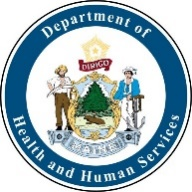 Department of
DIRIGO
MAINE
Health and Human Services